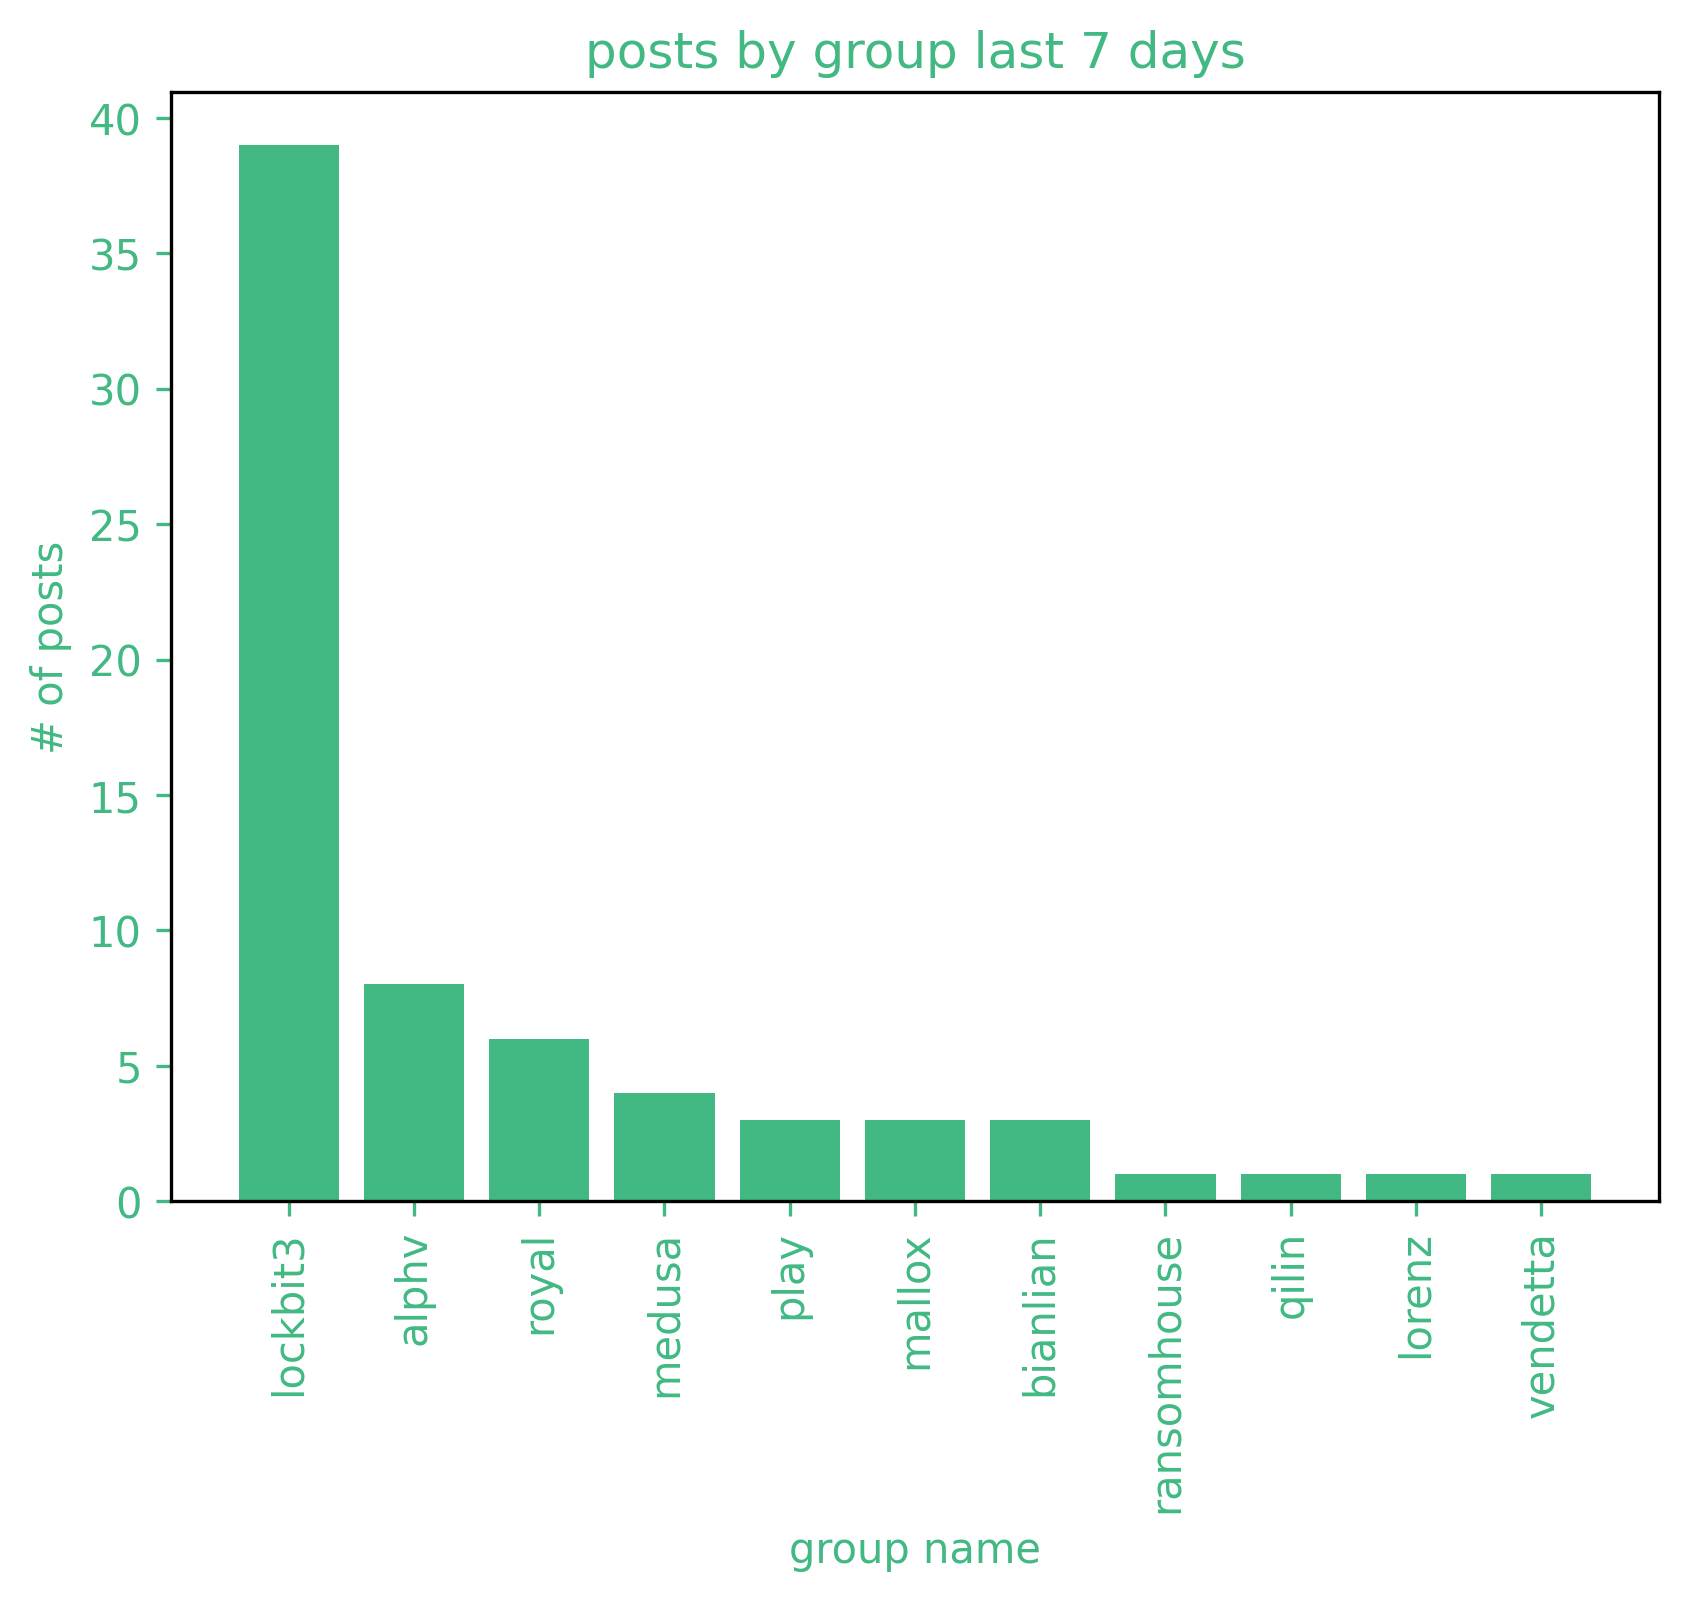 posts by group last 7 days
# of posts
40
35
30
25
20
15
10
5
0
lockbit3
alphv
royal
medusa
play
mallox
bianlian
ransomhouse
qilin
lorenz
vendetta
group name